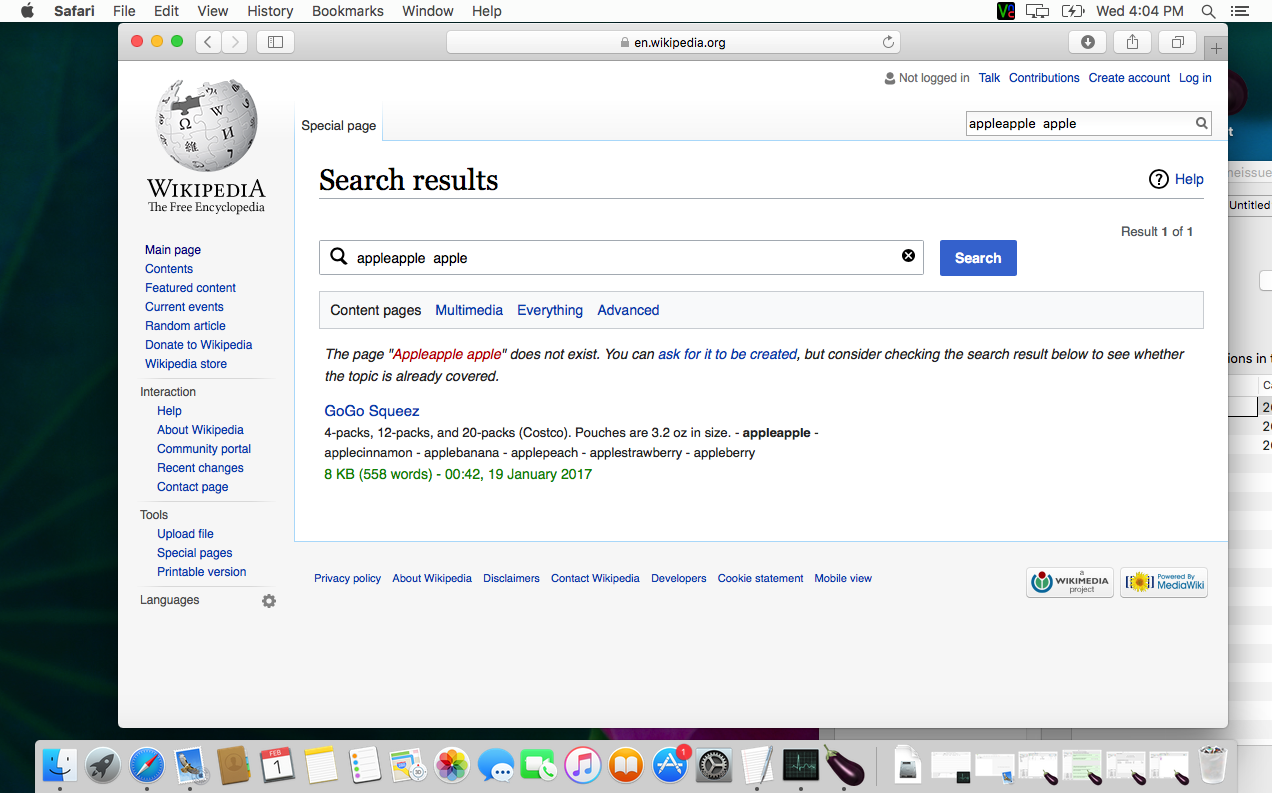 Safari File Edit View History Bookmarks Window Help Wed 4:04 PM
en.wikipedia.org
Not logged in Talk Contributions Create account Log in
Special page
appleapple  apple
WIKIPEDIA
The Free Encyclopedia
Search results
Help
Result 1 of 1
appleapple  apple
Search
Content pages Multimedia Everything Advanced
The page "Appleapple apple" does not exist. You can ask for it to be created, but consider checking the search result below to see whether
the topic is already covered.
GoGo Squeez
4-packs, 12-packs, and 20-packs (Costco). Pouches are 3.2 oz in size. - appleapple -
applecinnamon - applebanana - applepeach - applestrawberry - appleberry
8 KB (558 words) - 00:42, 19 January 2017
Main page
Contents
Featured content
Current events
Random article
Donate to Wikipedia
Wikipedia store
Interaction
Help
About Wikipedia
Community portal
Recent changes
Contact page
Tools
Upload file
Special pages
Printable version
Languages
Privacy policy About Wikipedia Disclaimers Contact Wikipedia Developers Cookie statement Mobile view
a
WIKIMEDIA
project
Powered By
MediaWiki
Untitled
FEB
1
1